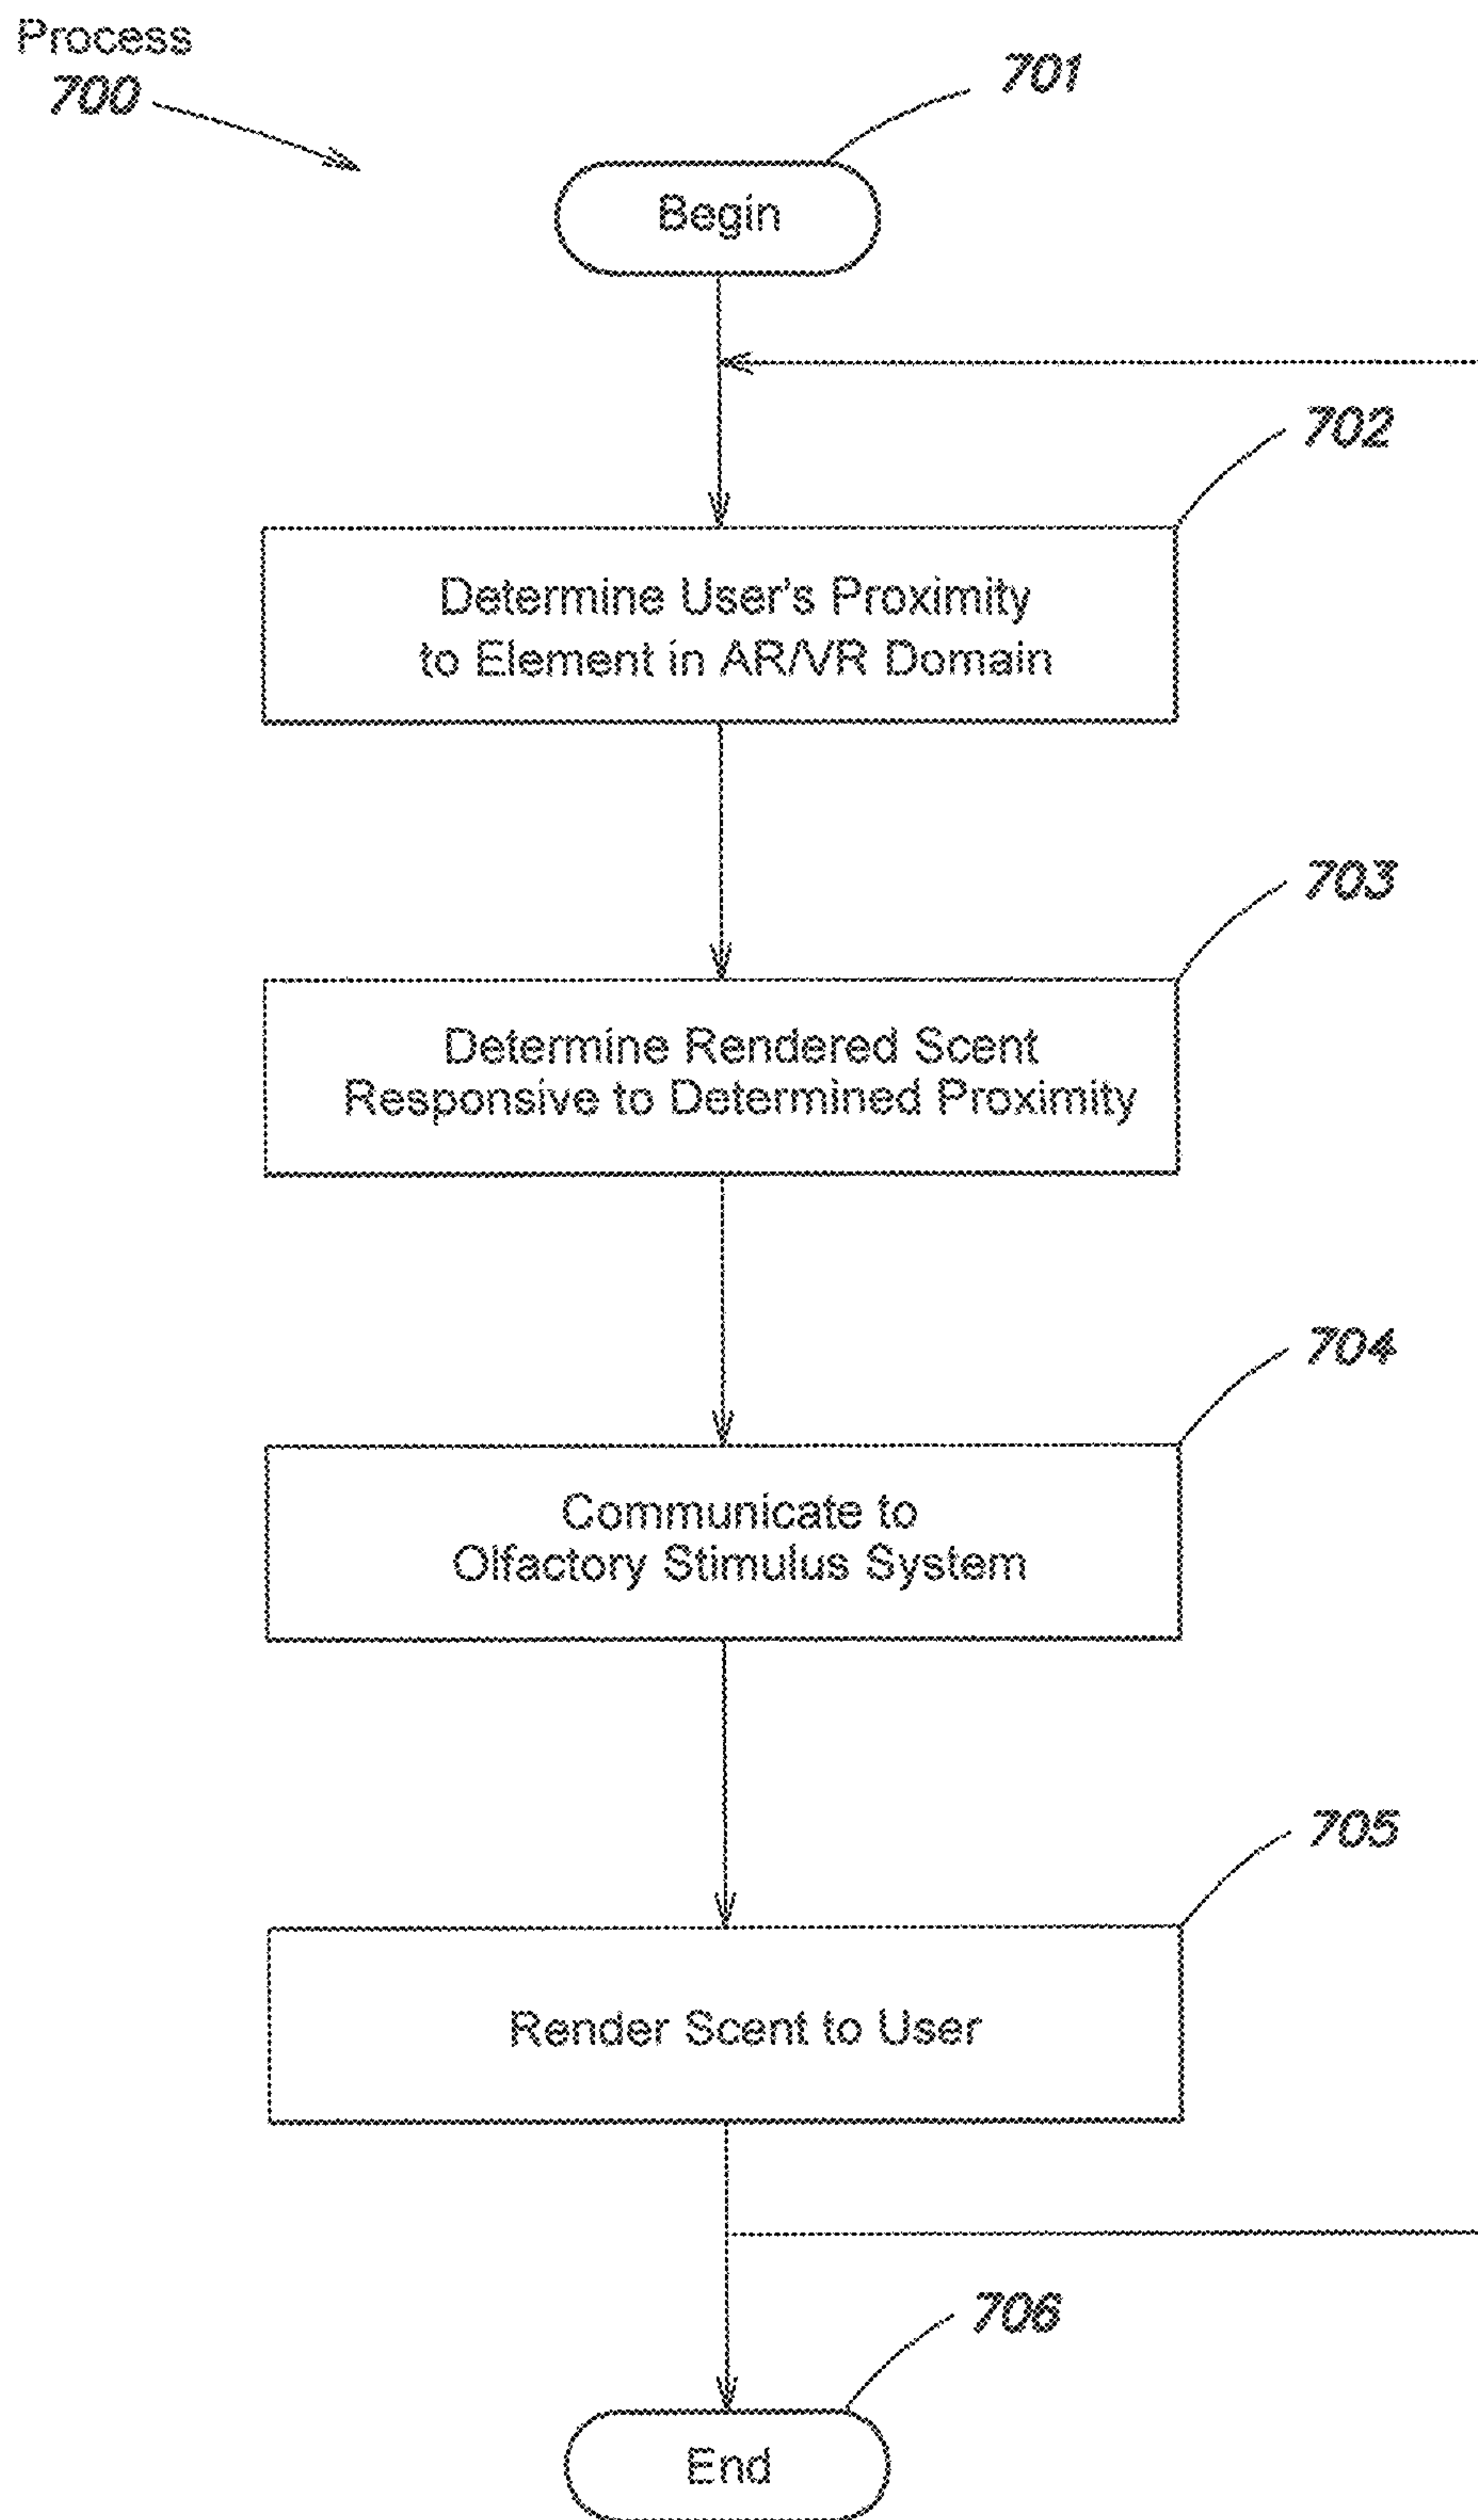 Process
700
701
Begin
702
Determine User's Proximity
to Element in AR/VR Domain
703
Determine Rendered Scent
Responsive to Determined Proximity
704
Communicate to
Olfactory Stimulus System
705
Render Scent to User
706
End